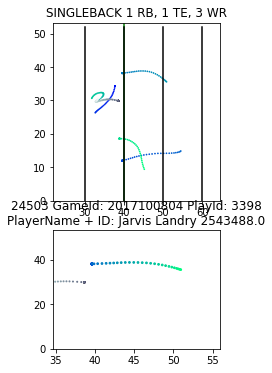 SINGLEBACK 1 RB, 1 TE, 3 WR
50
40
30
20
10
0
30 40 50 60
24503 GameId: 2017100804 PlayId: 3398
PlayerName + ID: Jarvis Landry 2543488.0
40
20
0
35 40 45 50 55